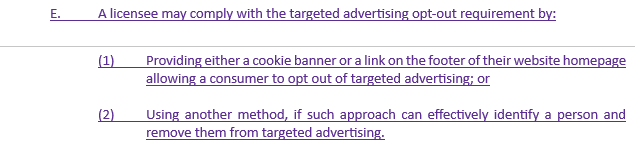 E. A licensee may comply with the targeted advertising opt-out requirement by:
(1) Providing either a cookie banner or a link on the footer of their website homepage
allowing a consumer to opt out of targeted advertising; or
(2) Using another method, if such approach can effectively identify a person and
remove them from targeted advertising.